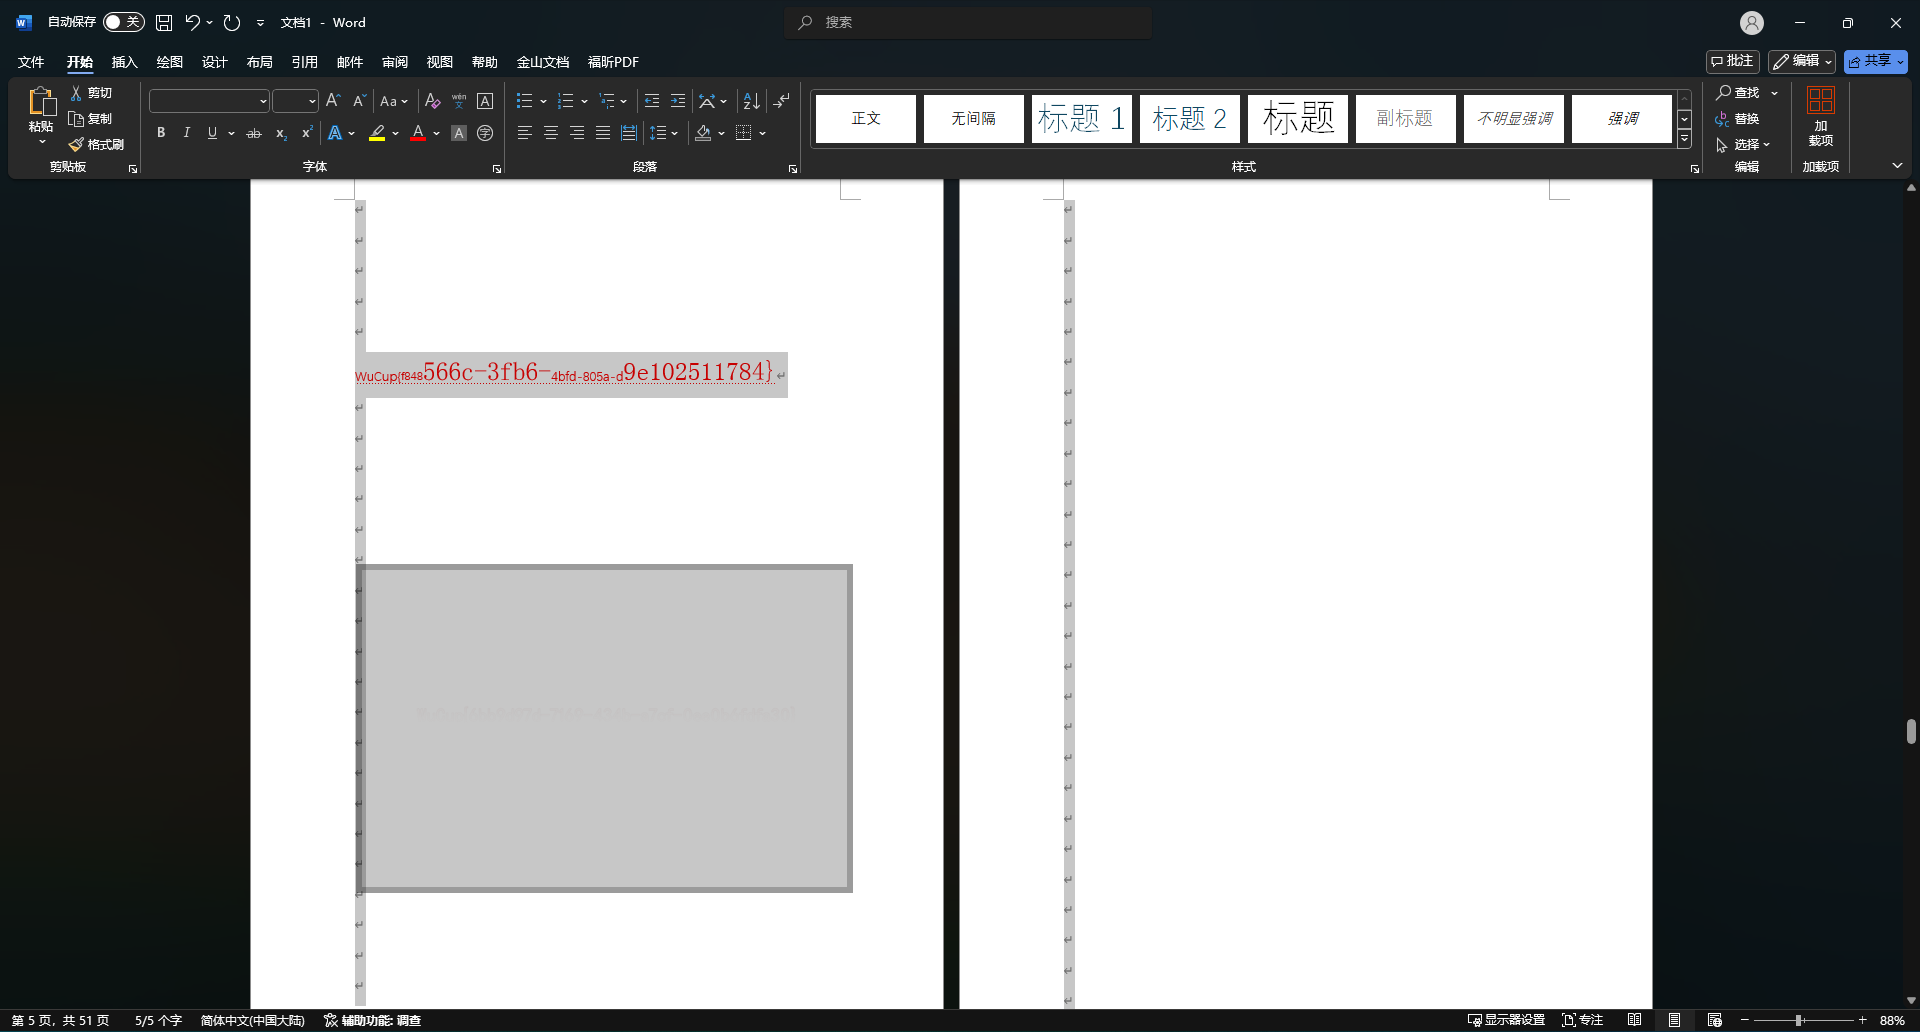 自动保存 关 文档1 - Word 搜索
文件 开始 插入 绘图 设计 布局 引用 邮件 审阅 视图 帮助 金山文档 福昕PDF 批注 编辑 共享
粘贴 剪切 复制 格式刷
剪贴板
Aa wén 文 A
B I U ab x₂ x² A A A 字
字体
段落
正文 无间隔 标题 1 标题 2 标题 副标题 不明显强调 强调
样式
查找
替换
选择
编辑
加
载项
加载项
WuCup{f848566c-3fb6-4bfd-805a-d9e102511784}
第 5 页，共 51 页 5/5 个字 简体中文(中国大陆) 辅助功能: 调查 显示器设置 专注 88%